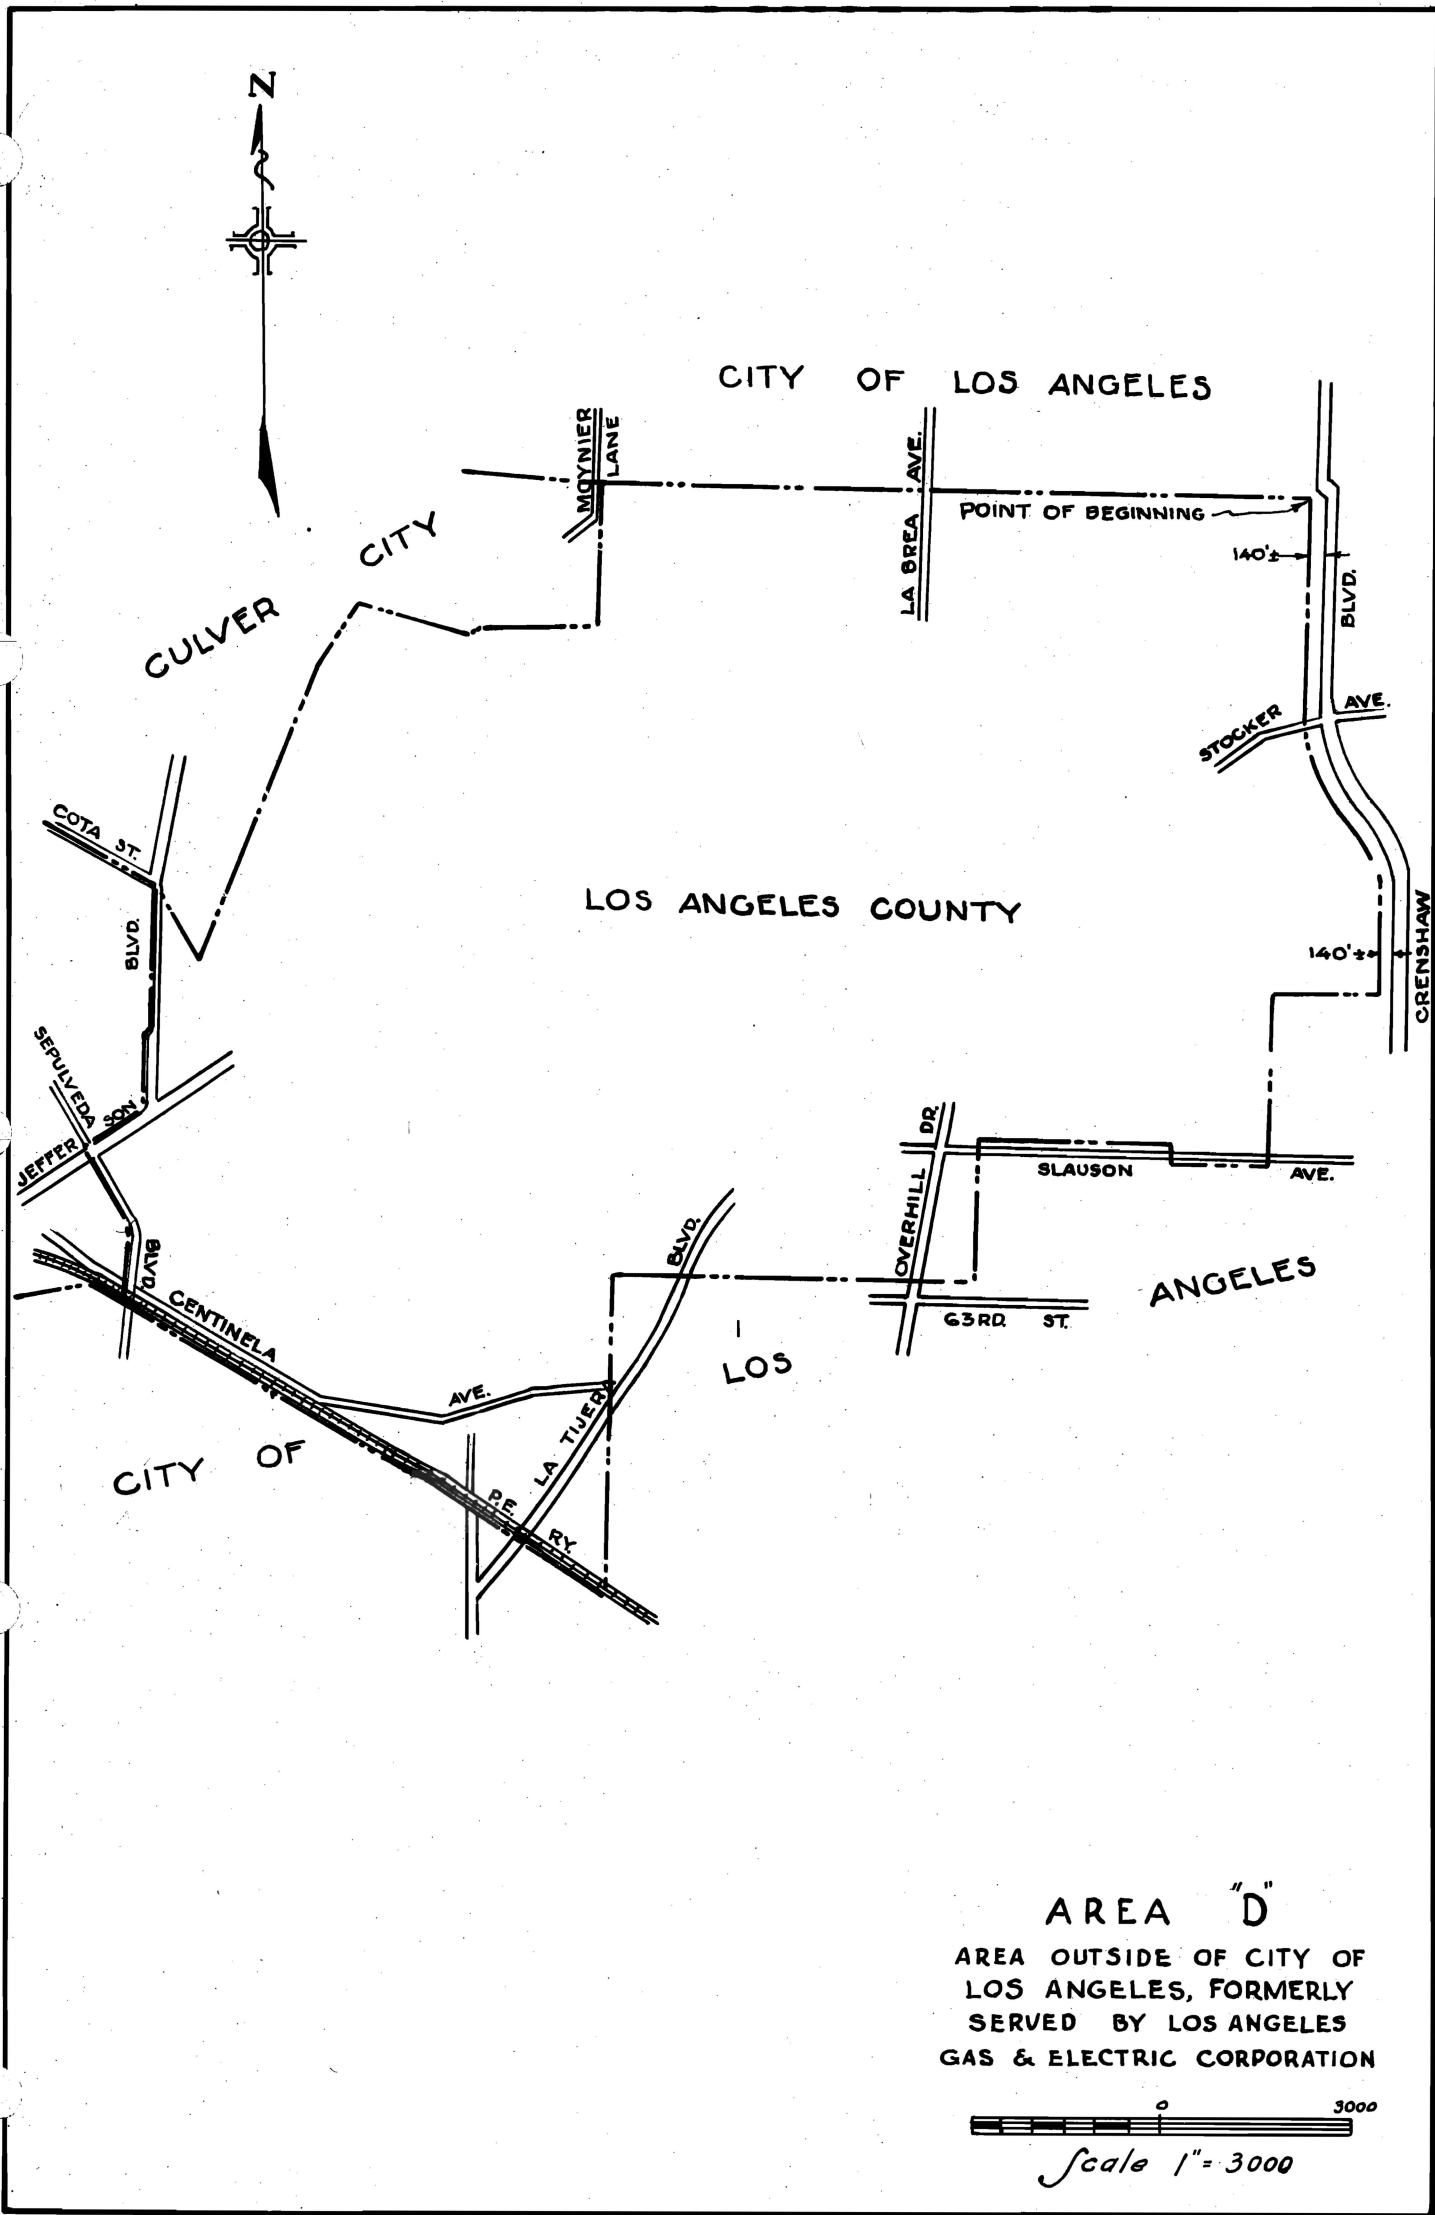 N
CITY OF LOS ANGELES
MOYNIER
LANE
LA BREA AVE.
POINT OF BEGINNING
140'±
BLVD.
CULVER CITY
STOCKER AVE.
COTA ST.
BLVD.
LOS ANGELES COUNTY
CRENSHAW
140'±
SEPULVEDA
JEFFERSON
OVERHILL DR.
SLAUSON AVE.
BLVD.
BLVD.
CENTINELA
AVE.
63RD. ST.
LA TIJERA
P.E. RY.
CITY OF LOS ANGELES
AREA "D"
AREA OUTSIDE OF CITY OF
LOS ANGELES, FORMERLY
SERVED BY LOS ANGELES
GAS & ELECTRIC CORPORATION
0 3000
Scale 1" = 3000